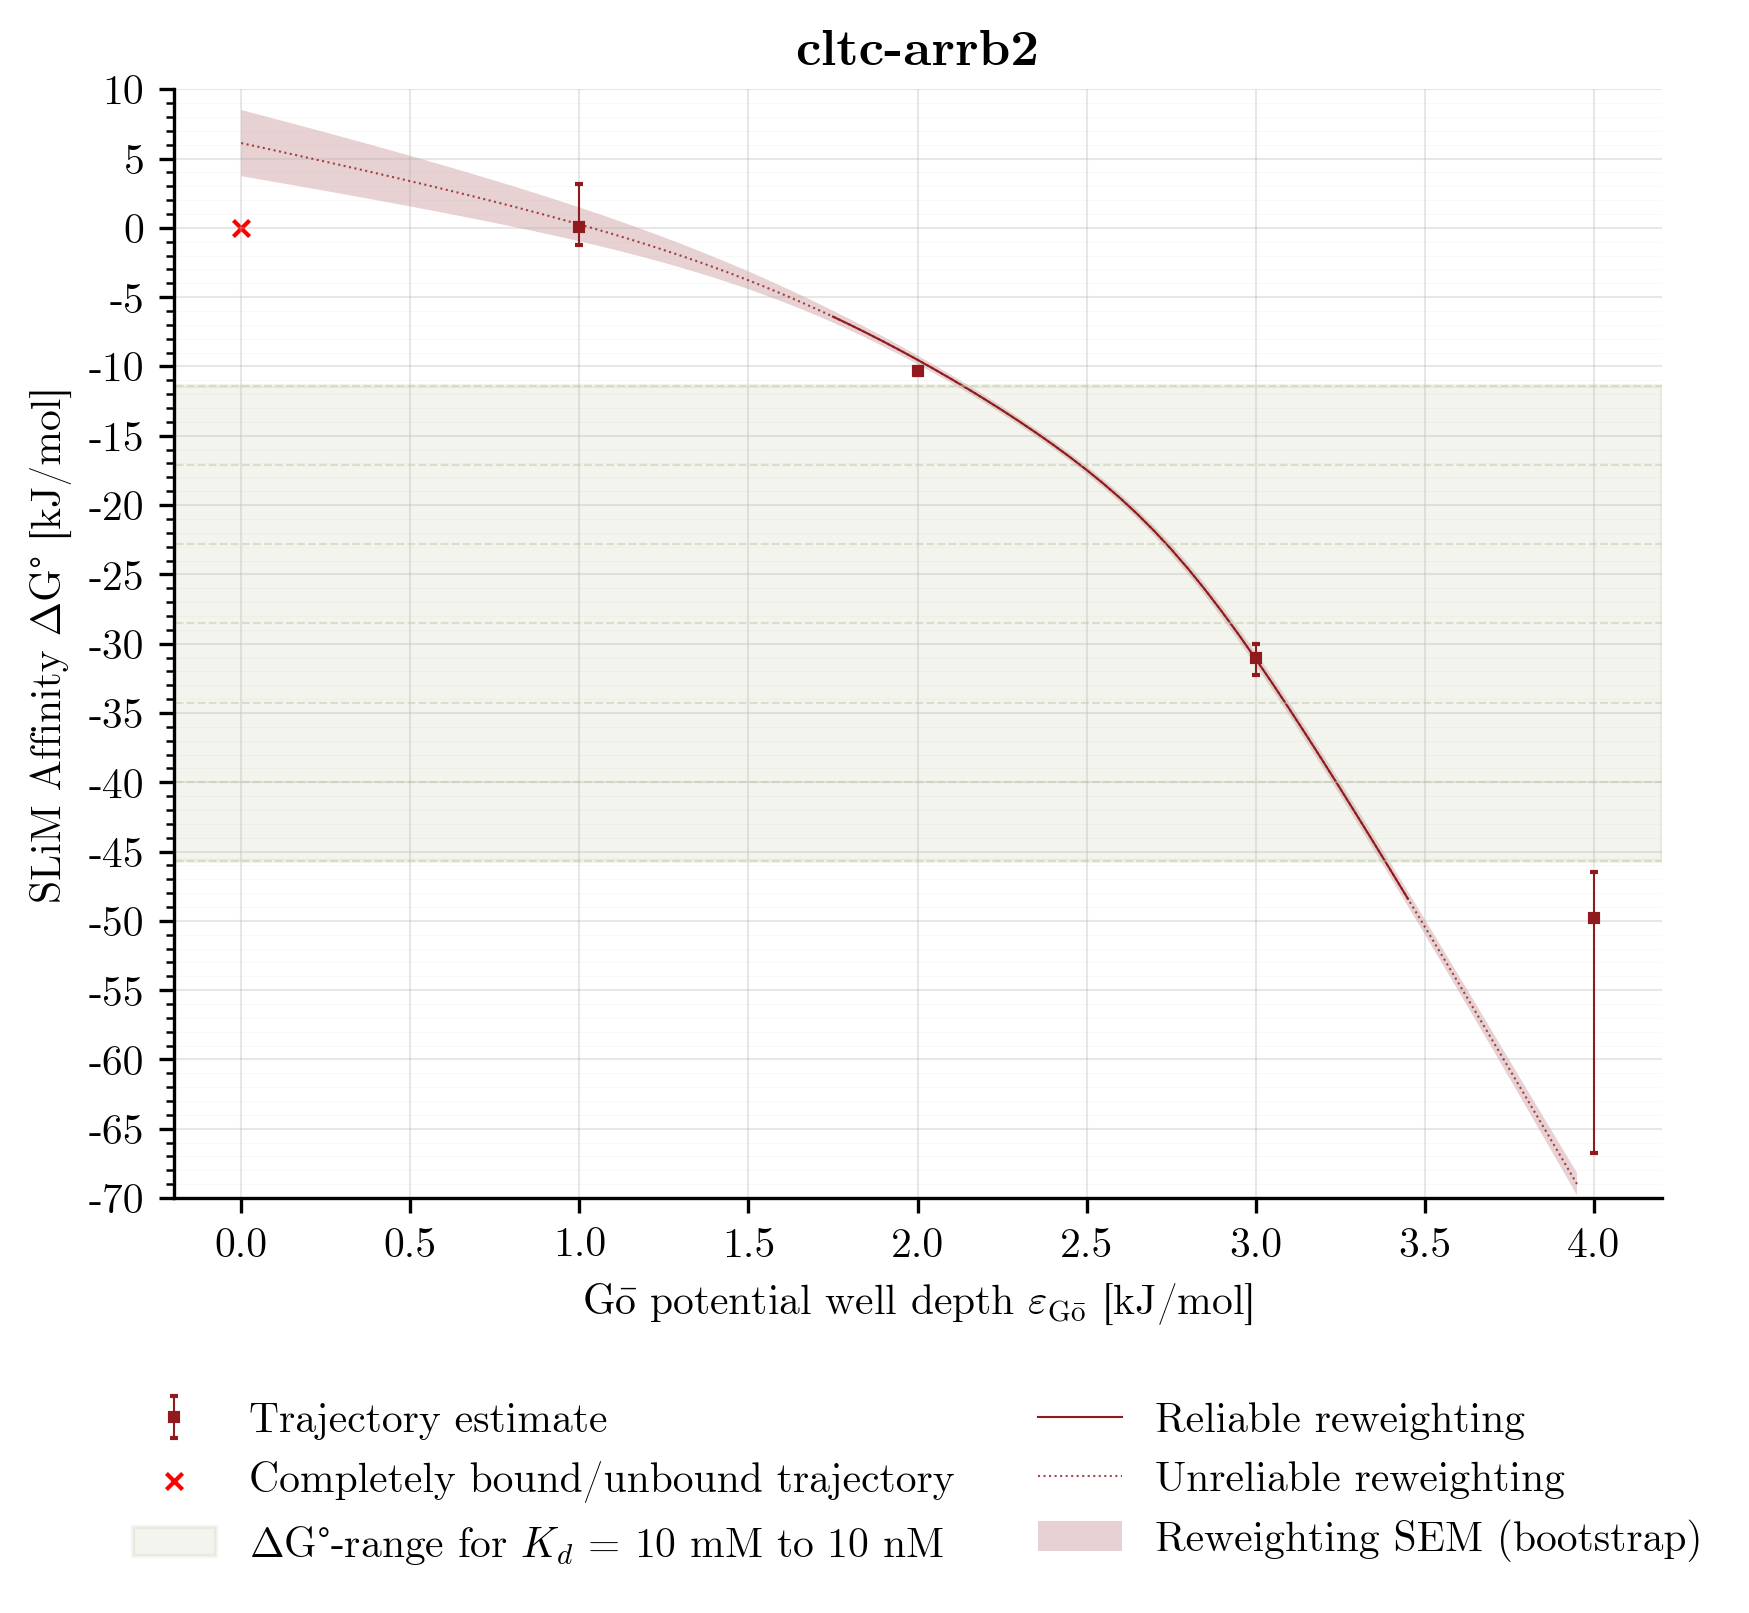 cltc-arrb2
SLiM Affinity ΔG° [kJ/mol]
10
5
0
-5
-10
-15
-20
-25
-30
-35
-40
-45
-50
-55
-60
-65
-70
0.0 0.5 1.0 1.5 2.0 2.5 3.0 3.5 4.0
Gō potential well depth ε_Gō [kJ/mol]
Trajectory estimate
Completely bound/unbound trajectory
ΔG°-range for K_d = 10 mM to 10 nM
Reliable reweighting
Unreliable reweighting
Reweighting SEM (bootstrap)